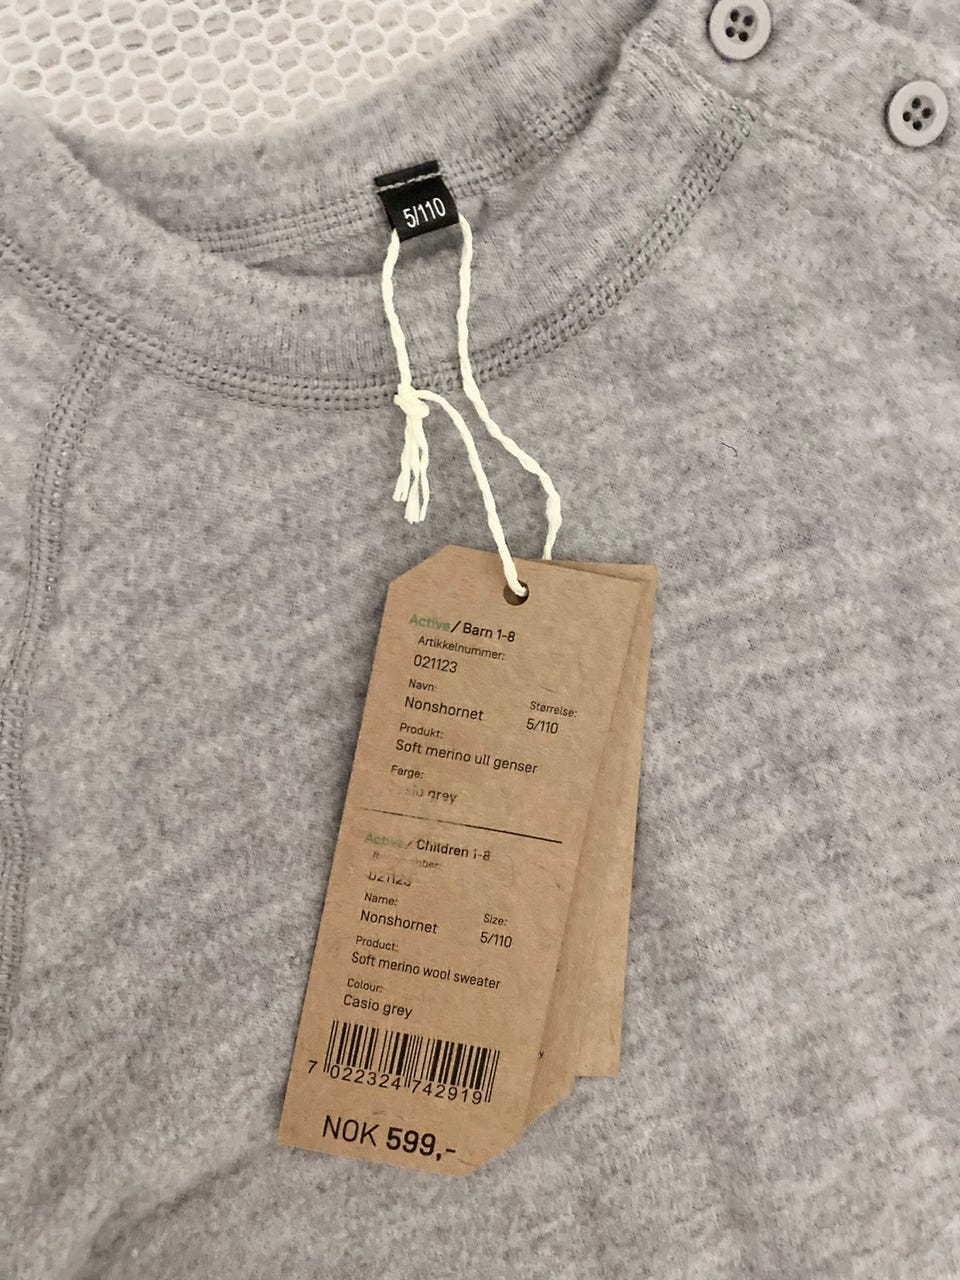 5/110
Active/Barn 1-8
Artikkelnummer:
021123
Navn:
Nonshornet
Størrelse:
5/110
Produkt:
Soft merino ull genser
Farge:
grey
Active/Children 1-8
021123
Name:
Nonshornet
Size:
5/110
Product:
Soft merino wool sweater
Colour:
Casio grey
7 022324 742919
NOK 599,-